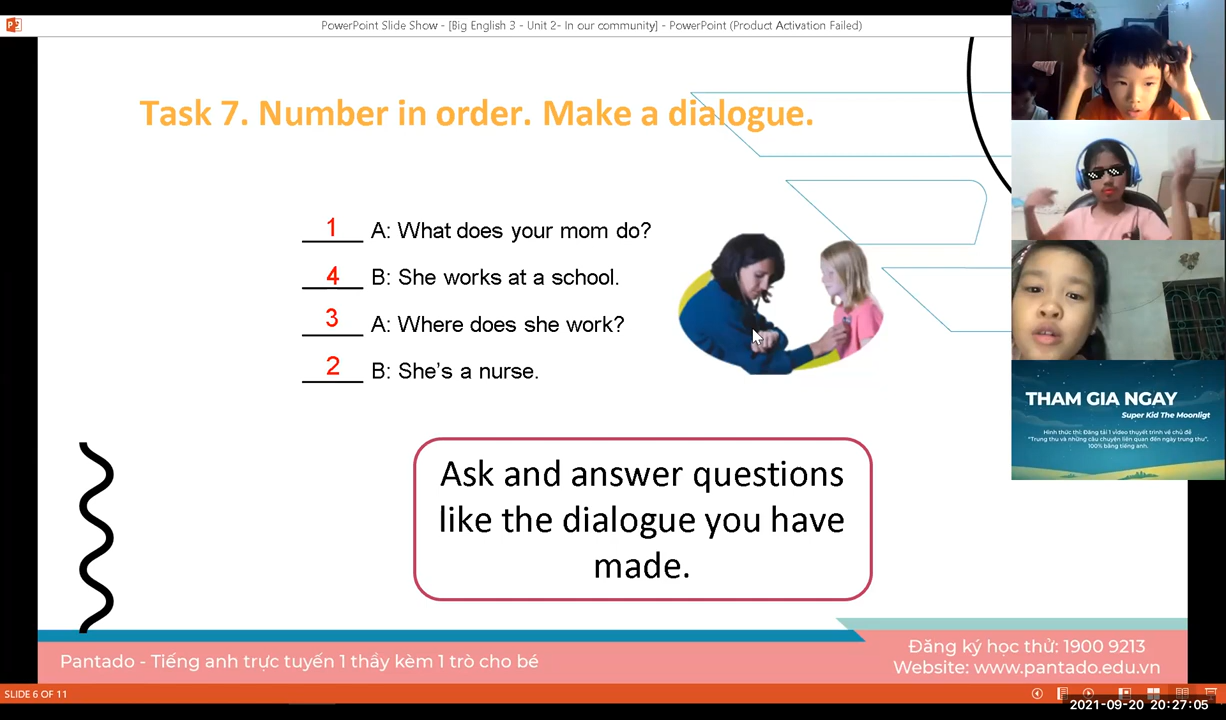 PowerPoint Slide Show - [Big English 3 - Unit 2- In our community] - PowerPoint (Product Activation Failed)
Task 7. Number in order. Make a dialogue.
1 A: What does your mom do?
4 B: She works at a school.
3 A: Where does she work?
2 B: She's a nurse.
Ask and answer questions
like the dialogue you have
made.
THAM GIA NGAY
Super Kid The Moonligt
Hình thức thi: Đăng tải 1 video thuyết trình về chủ đề
"Trung thu và những câu chuyện liên quan đến ngày trung thu".
100% bằng tiếng anh.
Pantado - Tiếng anh trực tuyến 1 thầy kèm 1 trò cho bé
Đăng ký học thử: 1900 9213
Website: www.pantado.edu.vn
SLIDE 6 OF 11
2021-09-20 20:27:05